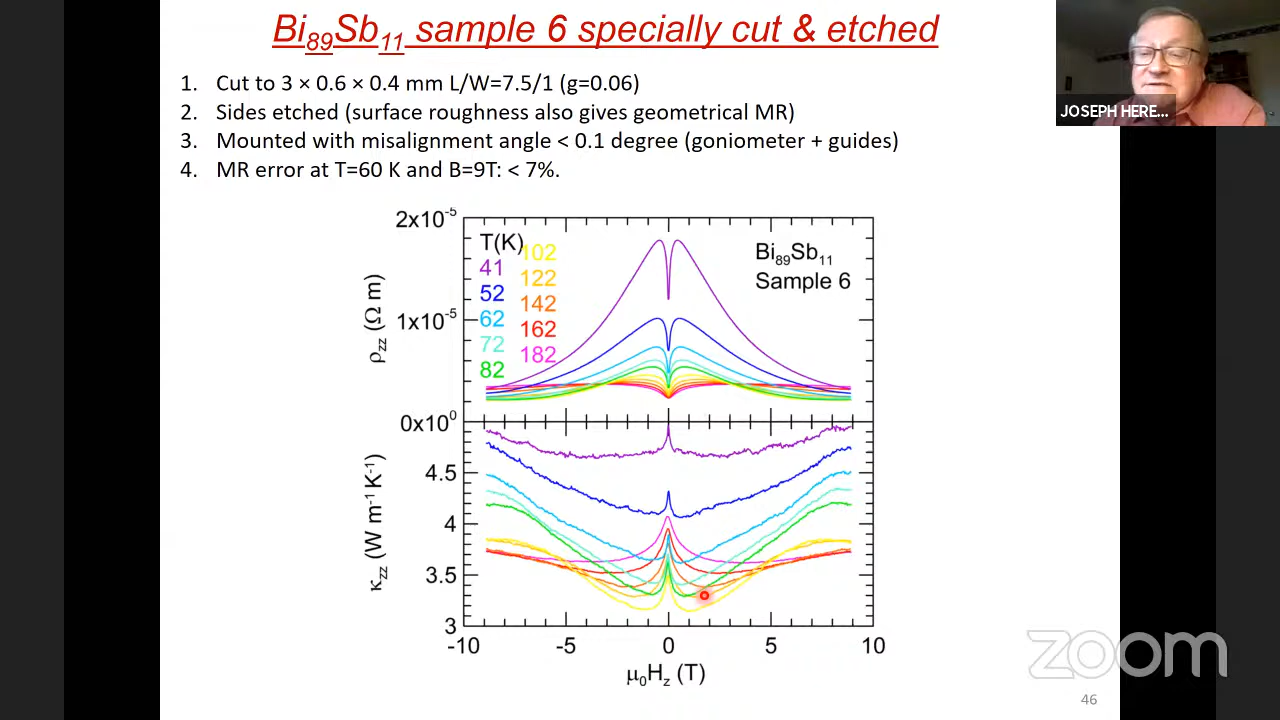 Bi89Sb11 sample 6 specially cut & etched
1. Cut to 3 × 0.6 × 0.4 mm L/W=7.5/1 (g=0.06)
2. Sides etched (surface roughness also gives geometrical MR)
3. Mounted with misalignment angle < 0.1 degree (goniometer + guides)
4. MR error at T=60 K and B=9T: < 7%.
JOSEPH HERE...
2x10-5
1x10-5
0x100
ρzz (Ω m)
T(K)
41
52
62
72
82
102
122
142
162
182
Bi89Sb11
Sample 6
4.5
4
3.5
3
κzz (W m-1 K-1)
-10 -5 0 5 10
μ0Hz (T)
zoom
46